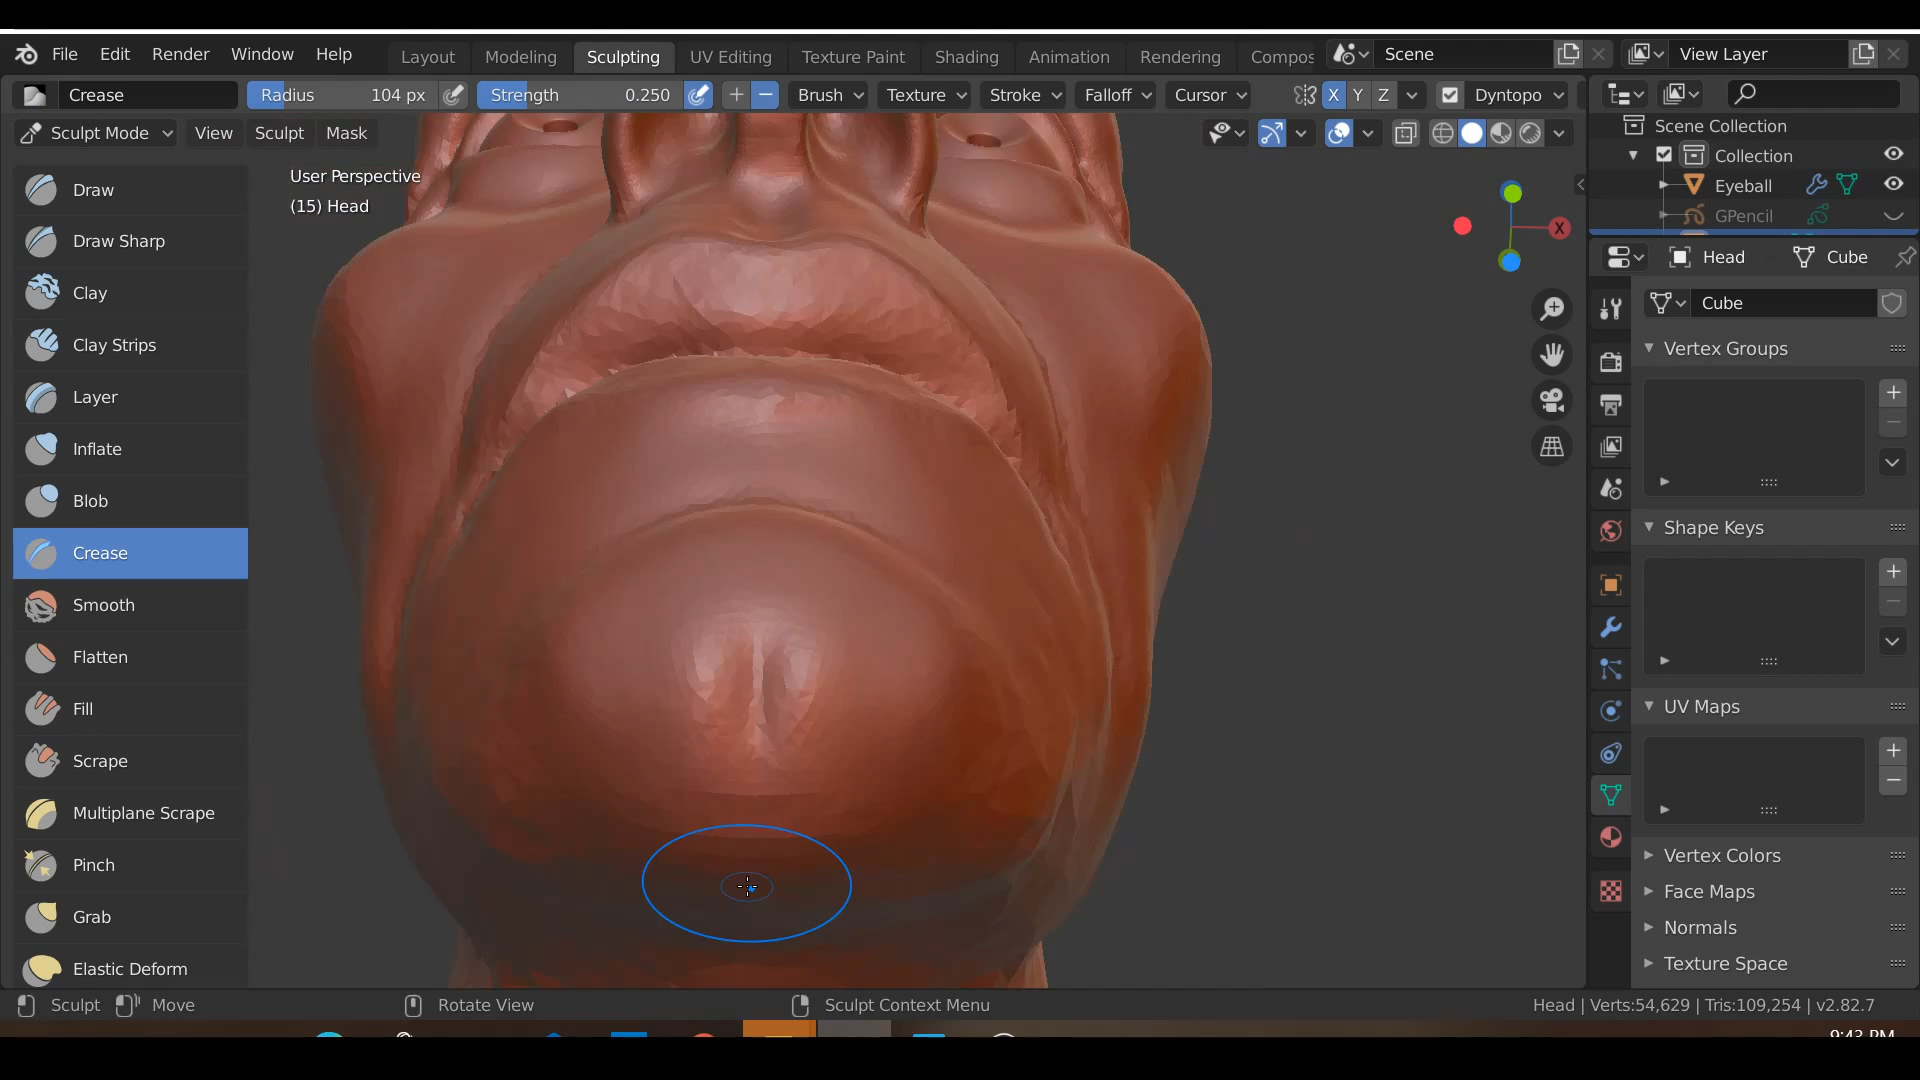 File Edit Render Window Help Layout Modeling Sculpting UV Editing Texture Paint Shading Animation Rendering Compos Scene View Layer
Crease Radius 104 px Strength 0.250 Brush Texture Stroke Falloff Cursor X Y Z Dyntopo
Sculpt Mode View Sculpt Mask
User Perspective
(15) Head
X
Draw
Draw Sharp
Clay
Clay Strips
Layer
Inflate
Blob
Crease
Smooth
Flatten
Fill
Scrape
Multiplane Scrape
Pinch
Grab
Elastic Deform
Scene Collection
Collection
Eyeball
GPencil
Head Cube
Cube
Vertex Groups
Shape Keys
UV Maps
Vertex Colors
Face Maps
Normals
Texture Space
Sculpt Move Rotate View Sculpt Context Menu Head | Verts:54,629 | Tris:109,254 | v2.82.7
9:43 PM